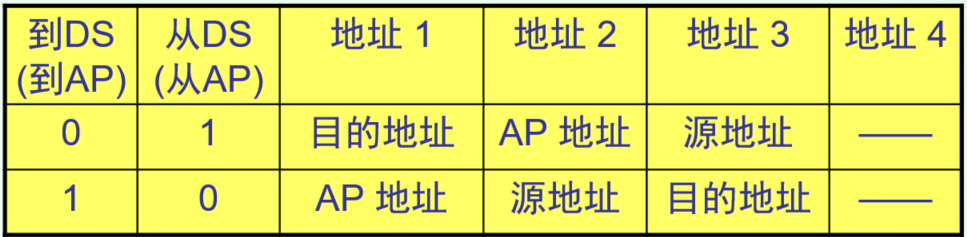 到DS 从DS 地址 1 地址 2 地址 3 地址 4
(到AP) (从AP)
0 1 目的地址 AP 地址 源地址 ——
1 0 AP 地址 源地址 目的地址 ——